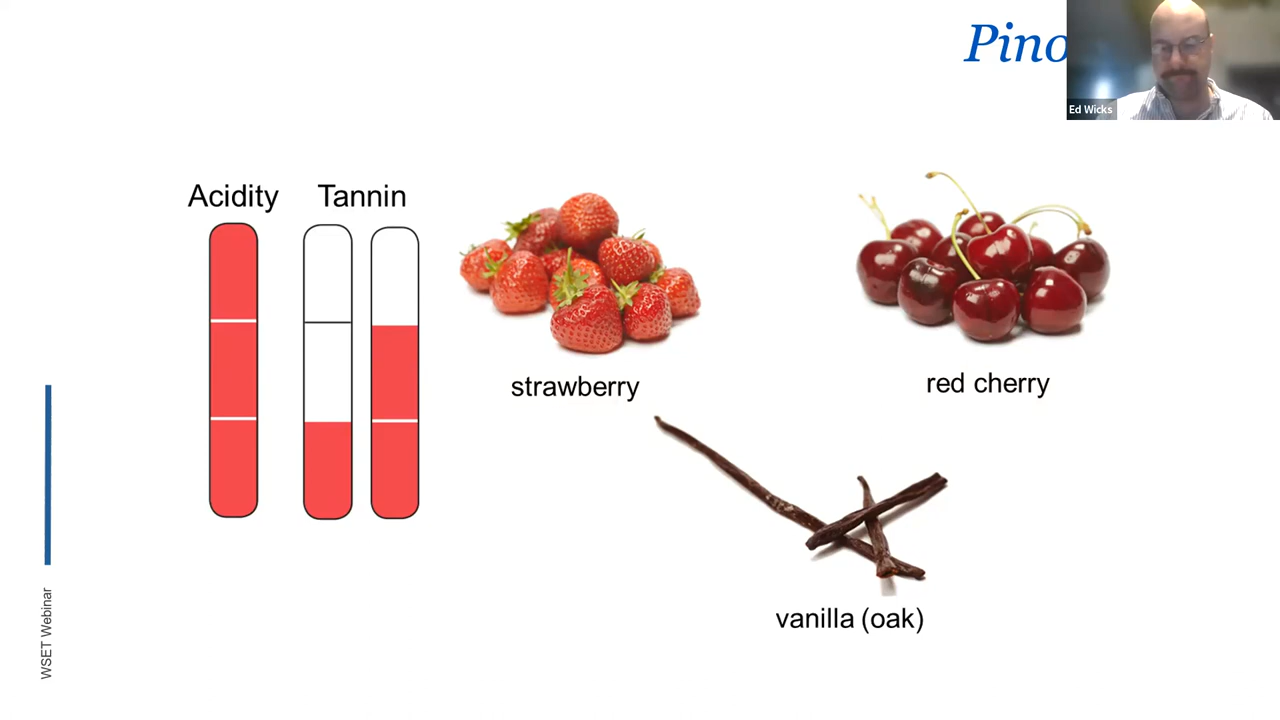 Pino
Ed Wicks
Acidity
Tannin
strawberry
red cherry
vanilla (oak)
WSET Webinar